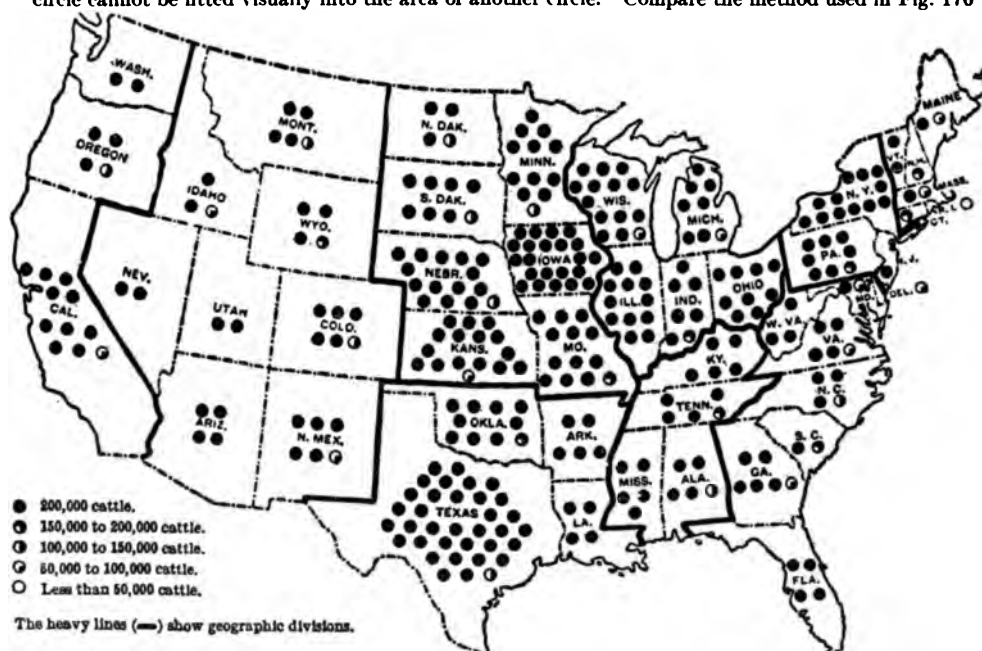 circle cannot be fitted visually into the area of another circle. Compare the method used in Fig. 170
WASH.
MONT.
N. DAK.
MINN.
MAINE
OREGON
IDAHO
WYO.
S. DAK.
WIS.
MICH.
N. Y.
VT.
N.H.
MASS.
CT.
NEV.
UTAH
COLO.
NEBR.
IOWA
ILL.
IND.
OHIO
PA.
N. J.
DEL.
MD.
CAL.
KANS.
MO.
KY.
W. VA.
VA.
ARIZ.
N. MEX.
OKLA.
ARK.
TENN.
N. C.
S. C.
TEXAS
LA.
MISS.
ALA.
GA.
FLA.
200,000 cattle.
150,000 to 200,000 cattle.
100,000 to 150,000 cattle.
50,000 to 100,000 cattle.
Less than 50,000 cattle.
The heavy lines (▬) show geographic divisions.